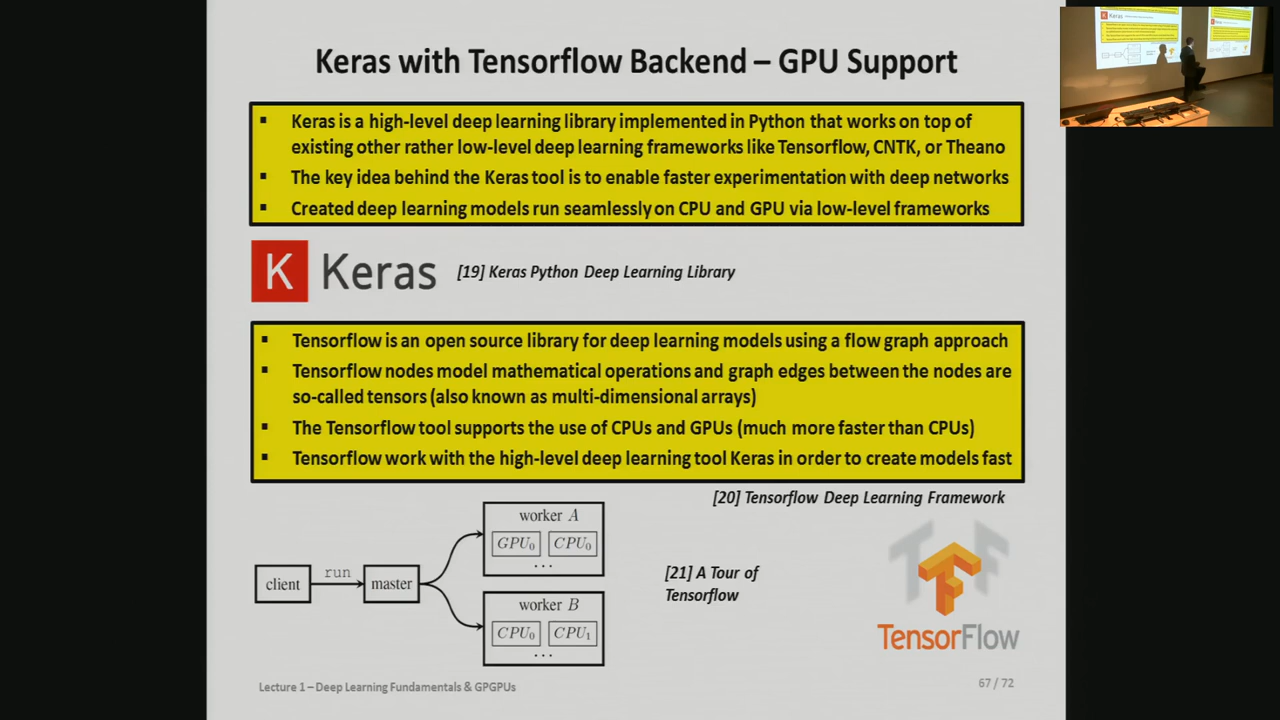 Keras with Tensorflow Backend – GPU Support
▪ Keras is a high-level deep learning library implemented in Python that works on top of
existing other rather low-level deep learning frameworks like Tensorflow, CNTK, or Theano
▪ The key idea behind the Keras tool is to enable faster experimentation with deep networks
▪ Created deep learning models run seamlessly on CPU and GPU via low-level frameworks
K Keras
[19] Keras Python Deep Learning Library
▪ Tensorflow is an open source library for deep learning models using a flow graph approach
▪ Tensorflow nodes model mathematical operations and graph edges between the nodes are
so-called tensors (also known as multi-dimensional arrays)
▪ The Tensorflow tool supports the use of CPUs and GPUs (much more faster than CPUs)
▪ Tensorflow work with the high-level deep learning tool Keras in order to create models fast
[20] Tensorflow Deep Learning Framework
worker A
GPU₀ CPU₀
...
client run master
worker B
CPU₀ CPU₁
...
[21] A Tour of
Tensorflow
TensorFlow
Lecture 1 – Deep Learning Fundamentals & GPGPUs
67 / 72
Keras